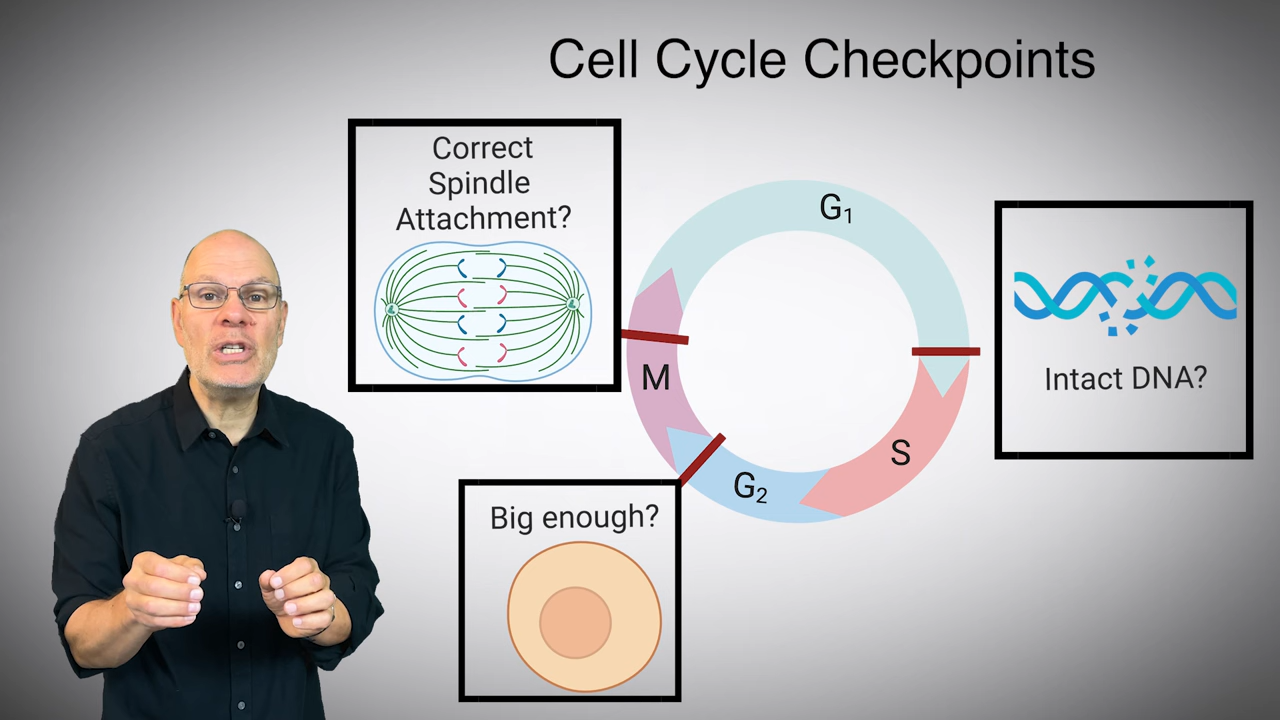 Cell Cycle Checkpoints
Correct
Spindle
Attachment?
G₁
Intact DNA?
M
S
G₂
Big enough?